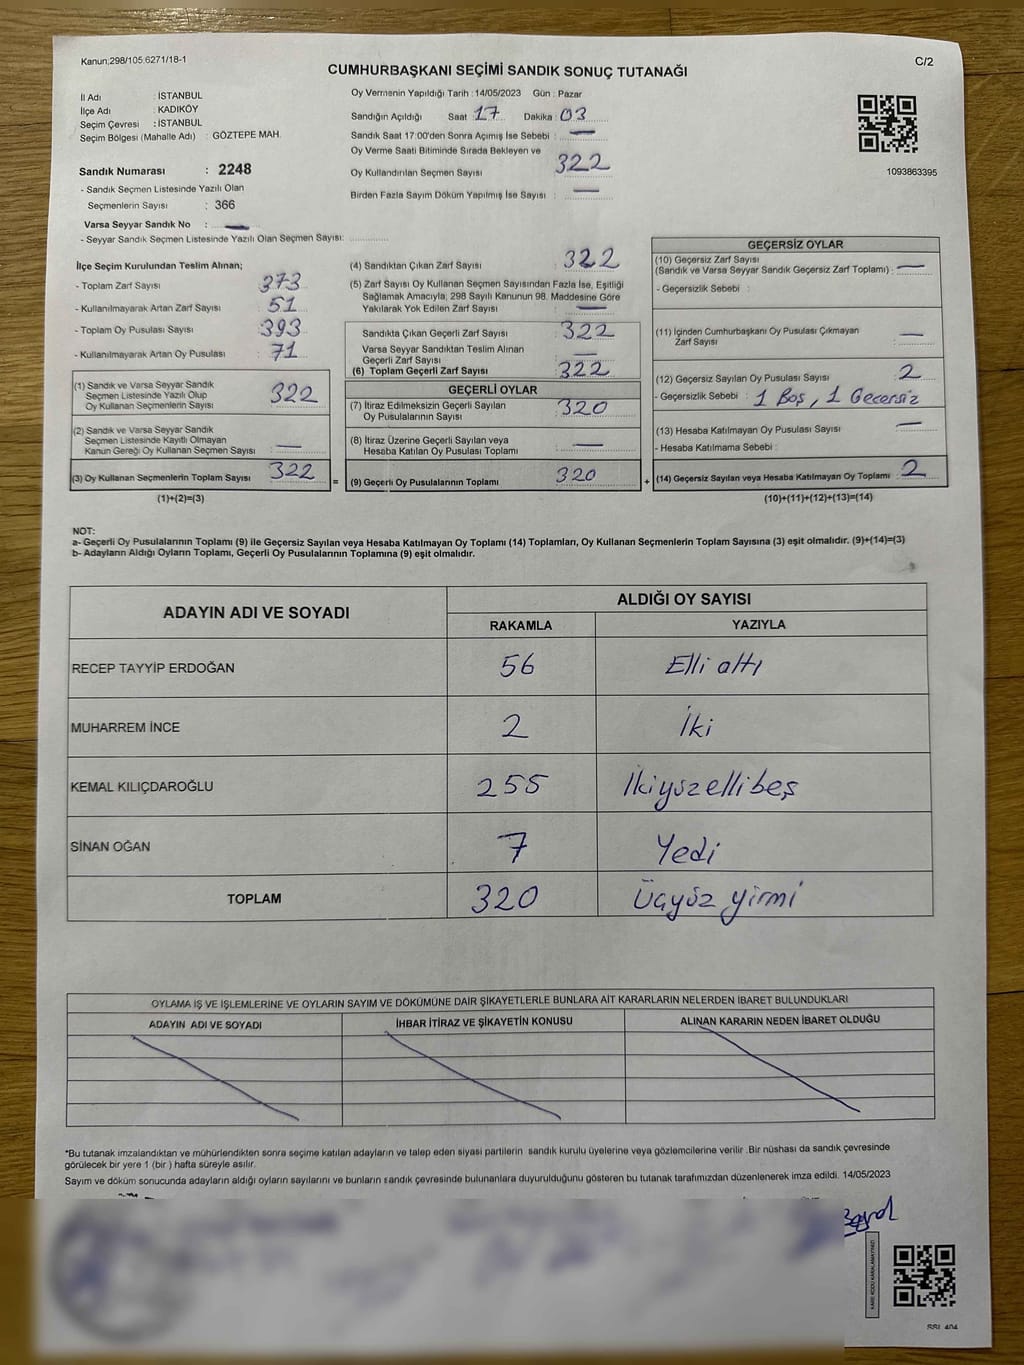 Kanun,298/105.6271/18-1
C/2
CUMHURBAŞKANI SEÇİMİ SANDIK SONUÇ TUTANAĞI
İl Adı : İSTANBUL
İlçe Adı : KADIKÖY
Seçim Çevresi : İSTANBUL
Seçim Bölgesi (Mahalle Adı) : GÖZTEPE MAH.
Sandık Numarası : 2248
- Sandık Seçmen Listesinde Yazılı Olan
Seçmenlerin Sayısı : 366
Varsa Seyyar Sandık No : —
- Seyyar Sandık Seçmen Listesinde Yazılı Olan Seçmen Sayısı: ............
Oy Vermenin Yapıldığı Tarih : 14/05/2023 Gün : Pazar
Sandığın Açıldığı Saat : 17 Dakika : 03
Sandık Saat 17:00'den Sonra Açımış İse Sebebi : —
Oy Verme Saati Bitiminde Sırada Bekleyen ve
Oy Kullandırılan Seçmen Sayısı : 322
Birden Fazla Sayım Döküm Yapılmış İse Sayısı : —
1093863395
İlçe Seçim Kurulundan Teslim Alınan;
- Toplam Zarf Sayısı : 373
- Kullanılmayarak Artan Zarf Sayısı : 51
- Toplam Oy Pusulası Sayısı : 393
- Kullanılmayarak Artan Oy Pusulası : 71
(1) Sandık ve Varsa Seyyar Sandık
Seçmen Listesinde Yazılı Olup
Oy Kullanan Seçmenlerin Sayısı : 322
(2) Sandık ve Varsa Seyyar Sandık
Seçmen Listesinde Kayıtlı Olmayan
Kanun Gereği Oy Kullanan Seçmen Sayısı : —
(3) Oy Kullanan Seçmenlerin Toplam Sayısı : 322
(1)+(2)=(3)
=
(4) Sandıktan Çıkan Zarf Sayısı : 322
(5) Zarf Sayısı Oy Kullanan Seçmen Sayısından Fazla İse, Eşitliği
Sağlamak Amacıyla, 298 Sayılı Kanunun 98. Maddesine Göre
Yakılarak Yok Edilen Zarf Sayısı : —
Sandıkta Çıkan Geçerli Zarf Sayısı : 322
Varsa Seyyar Sandıktan Teslim Alınan
Geçerli Zarf Sayısı : —
(6) Toplam Geçerli Zarf Sayısı : 322
GEÇERLİ OYLAR
(7) İtiraz Edilmeksizin Geçerli Sayılan
Oy Pusulalarının Sayısı : 320
(8) İtiraz Üzerine Geçerli Sayılan veya
Hesaba Katılan Oy Pusulası Toplamı : —
(9) Geçerli Oy Pusulalarının Toplamı : 320
+
GEÇERSİZ OYLAR
(10) Geçersiz Zarf Sayısı
(Sandık ve Varsa Seyyar Sandık Geçersiz Zarf Toplamı) : —
- Geçersizlik Sebebi :
(11) İçinden Cumhurbaşkanı Oy Pusulası Çıkmayan
Zarf Sayısı : —
(12) Geçersiz Sayılan Oy Pusulası Sayısı : 2
- Geçersizlik Sebebi : 1 Boş, 1 Gecersiz
(13) Hesaba Katılmayan Oy Pusulası Sayısı : —
- Hesaba Katılmama Sebebi :
(14) Geçersiz Sayılan veya Hesaba Katılmayan Oy Toplamı : 2
(10)+(11)+(12)+(13)=(14)
NOT:
a- Geçerli Oy Pusulalarının Toplamı (9) ile Geçersiz Sayılan veya Hesaba Katılmayan Oy Toplamı (14) Toplamları, Oy Kullanan Seçmenlerin Toplam Sayısına (3) eşit olmalıdır. (9)+(14)=(3)
b- Adayların Aldığı Oyların Toplamı, Geçerli Oy Pusulalarının Toplamına (9) eşit olmalıdır.
ADAYIN ADI VE SOYADI
ALDIĞI OY SAYISI
RAKAMLA YAZIYLA
RECEP TAYYİP ERDOĞAN 56 Elli altı
MUHARREM İNCE 2 İki
KEMAL KILIÇDAROĞLU 255 İkiyüzellibeş
SİNAN OĞAN 7 Yedi
TOPLAM 320 Üçyüz yirmi
OYLAMA İŞ VE İŞLEMLERİNE VE OYLARIN SAYIM VE DÖKÜMÜNE DAİR ŞİKAYETLERLE BUNLARA AİT KARARLARIN NELERDEN İBARET BULUNDUKLARI
ADAYIN ADI VE SOYADI İHBAR İTİRAZ VE ŞİKAYETİN KONUSU ALINAN KARARIN NEDEN İBARET OLDUĞU
*Bu tutanak imzalandıktan ve mühürlendikten sonra seçime katılan adayların ve talep eden siyasi partilerin sandık kurulu üyelerine veya gözlemcilerine verilir .Bir nüshası da sandık çevresinde
görülecek bir yere 1 (bir ) hafta süreyle asılır.
Sayım ve döküm sonucunda adayların aldığı oyların sayılarını ve bunların sandık çevresinde bulunanlara duyurulduğunu gösteren bu tutanak tarafımızdan düzenlenerek imza edildi. 14/05/2023
KARE KODU KARALAMAYINIZ!